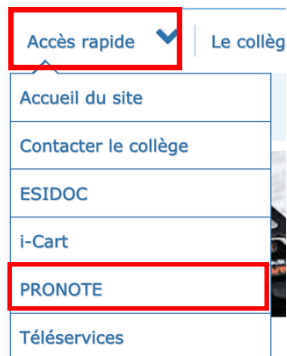 Accès rapide
Le collèg
Accueil du site
Contacter le collège
ESIDOC
i-Cart
PRONOTE
Téléservices